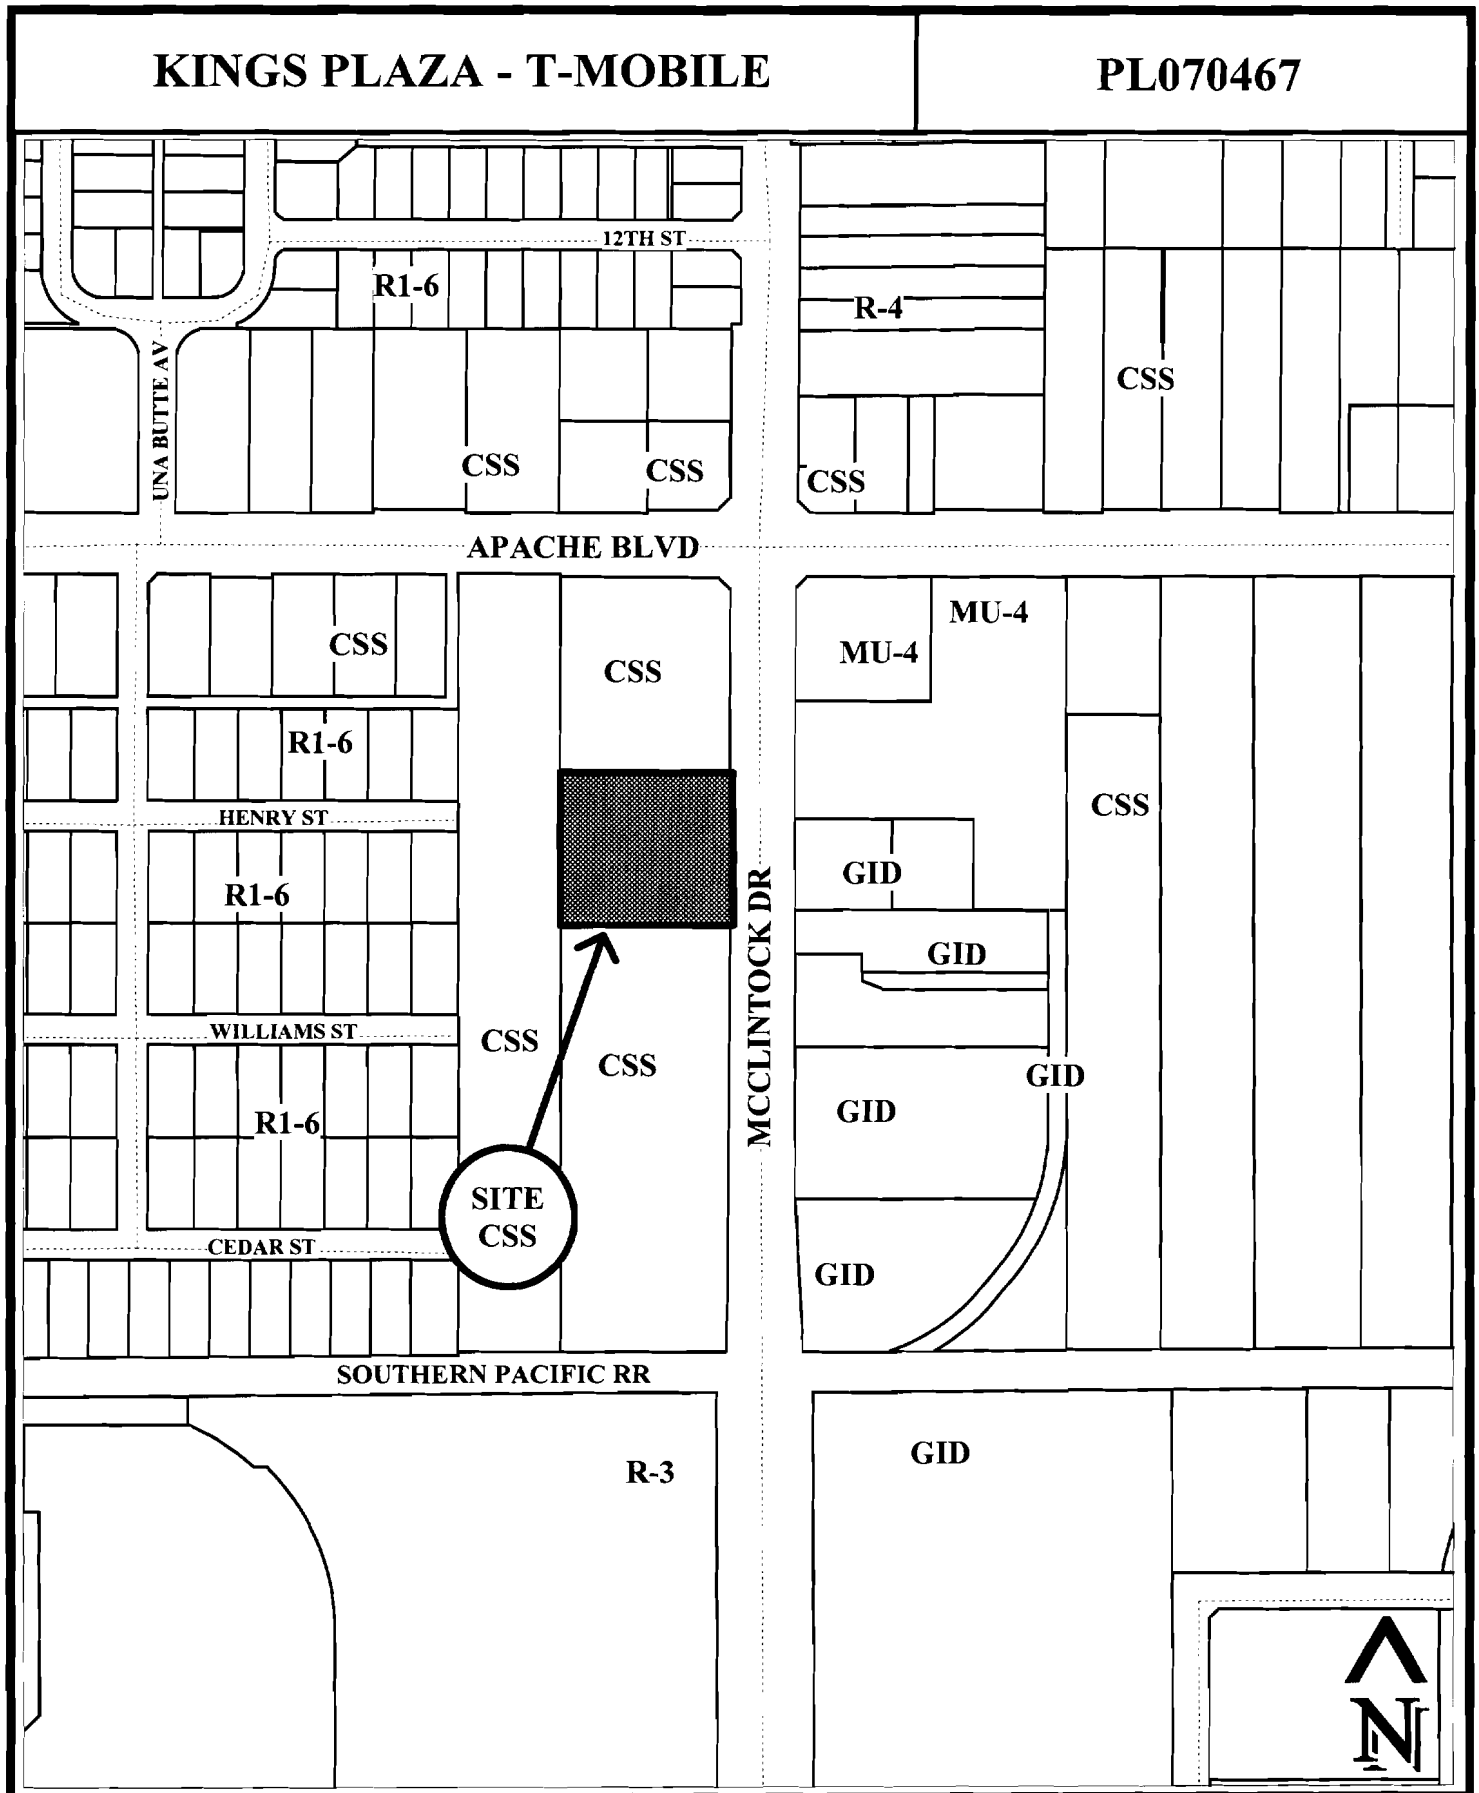 KINGS PLAZA - T-MOBILE
PL070467
12TH ST
R1-6
R-4
UNA BUTTE AV
CSS
CSS
CSS
CSS
APACHE BLVD
MU-4
CSS
MU-4
CSS
R1-6
CSS
HENRY ST
GID
R1-6
MCCLINTOCK DR
GID
WILLIAMS ST
CSS
CSS
GID
GID
R1-6
SITE
CSS
CEDAR ST
GID
SOUTHERN PACIFIC RR
GID
R-3
N